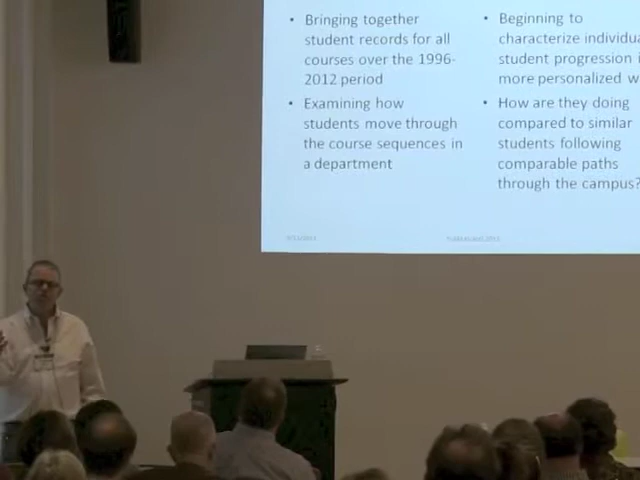 • Bringing together
student records for all
courses over the 1996-
2012 period
• Examining how
students move through
the course sequences in
a department
• Beginning to
characterize individua
student progression i
more personalized w
• How are they doing
compared to similar
students following
comparable paths
through the campus?